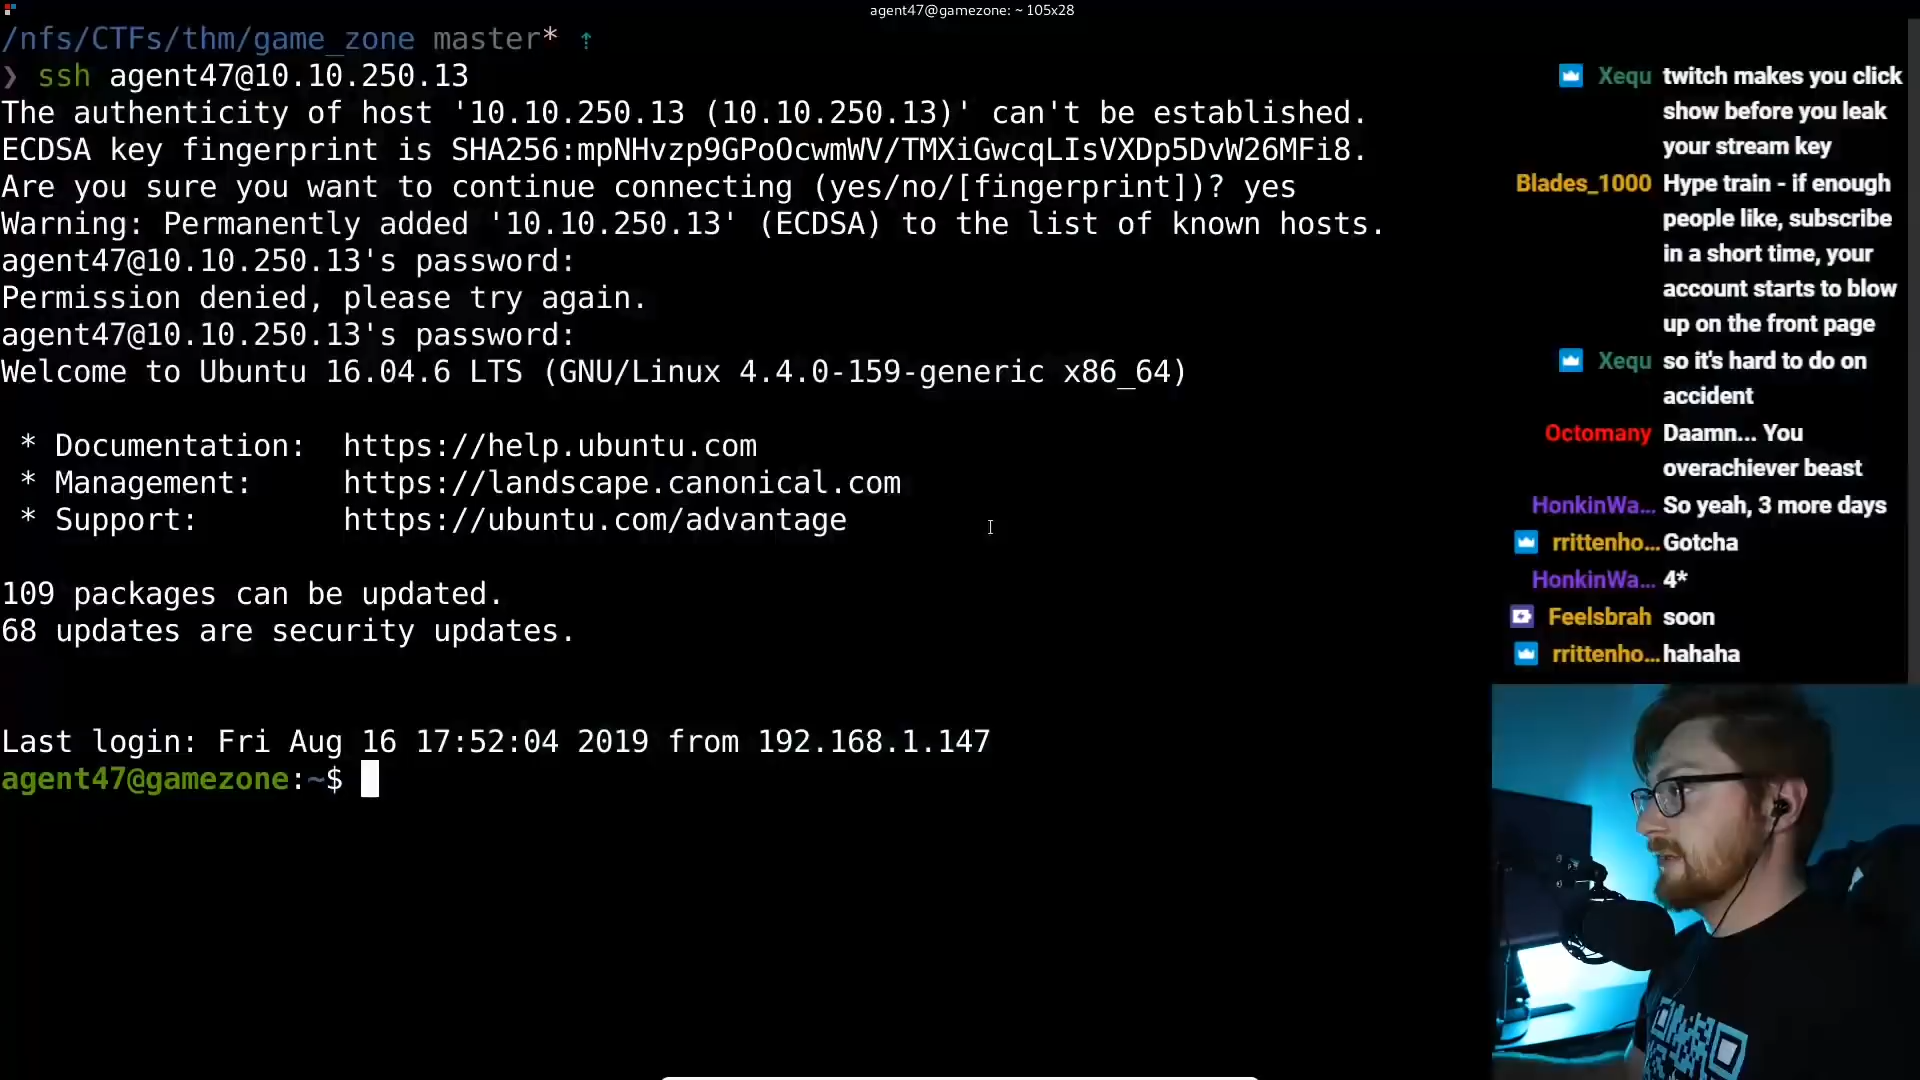 agent47@gamezone: ~ 105x28
/nfs/CTFs/thm/game_zone master* ↑
❯ ssh agent47@10.10.250.13
The authenticity of host '10.10.250.13 (10.10.250.13)' can't be established.
ECDSA key fingerprint is SHA256:mpNHvzp9GPoOcwmWV/TMXiGwcqLIsVXDp5DvW26MFi8.
Are you sure you want to continue connecting (yes/no/[fingerprint])? yes
Warning: Permanently added '10.10.250.13' (ECDSA) to the list of known hosts.
agent47@10.10.250.13's password:
Permission denied, please try again.
agent47@10.10.250.13's password:
Welcome to Ubuntu 16.04.6 LTS (GNU/Linux 4.4.0-159-generic x86_64)
* Documentation:  https://help.ubuntu.com
* Management:     https://landscape.canonical.com
* Support:        https://ubuntu.com/advantage
109 packages can be updated.
68 updates are security updates.
Last login: Fri Aug 16 17:52:04 2019 from 192.168.1.147
agent47@gamezone:~$
Xequ twitch makes you click
show before you leak
your stream key
Blades_1000 Hype train - if enough
people like, subscribe
in a short time, your
account starts to blow
up on the front page
Xequ so it's hard to do on
accident
Octomany Daamn... You
overachiever beast
HonkinWa... So yeah, 3 more days
rrittenho... Gotcha
HonkinWa... 4*
Feelsbrah soon
rrittenho... hahaha